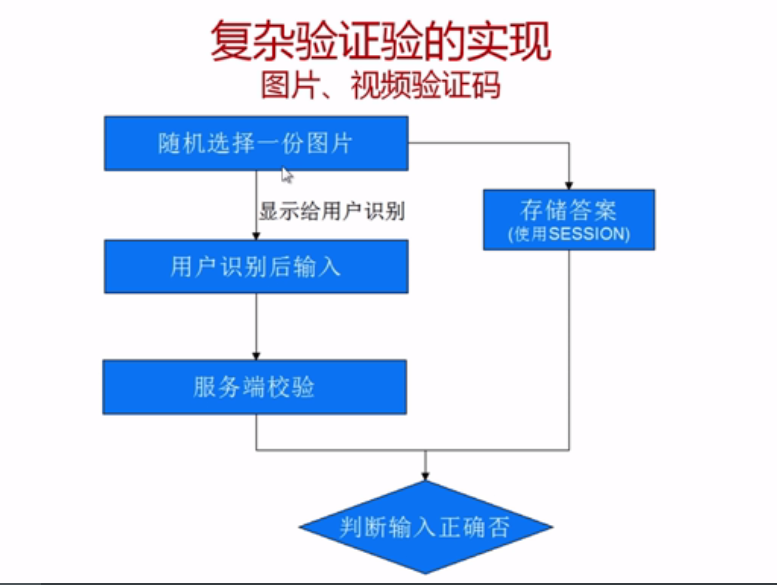 复杂验证验的实现
图片、视频验证码
随机选择一份图片
显示给用户识别
存储答案
(使用SESSION)
用户识别后输入
服务端校验
判断输入正确否